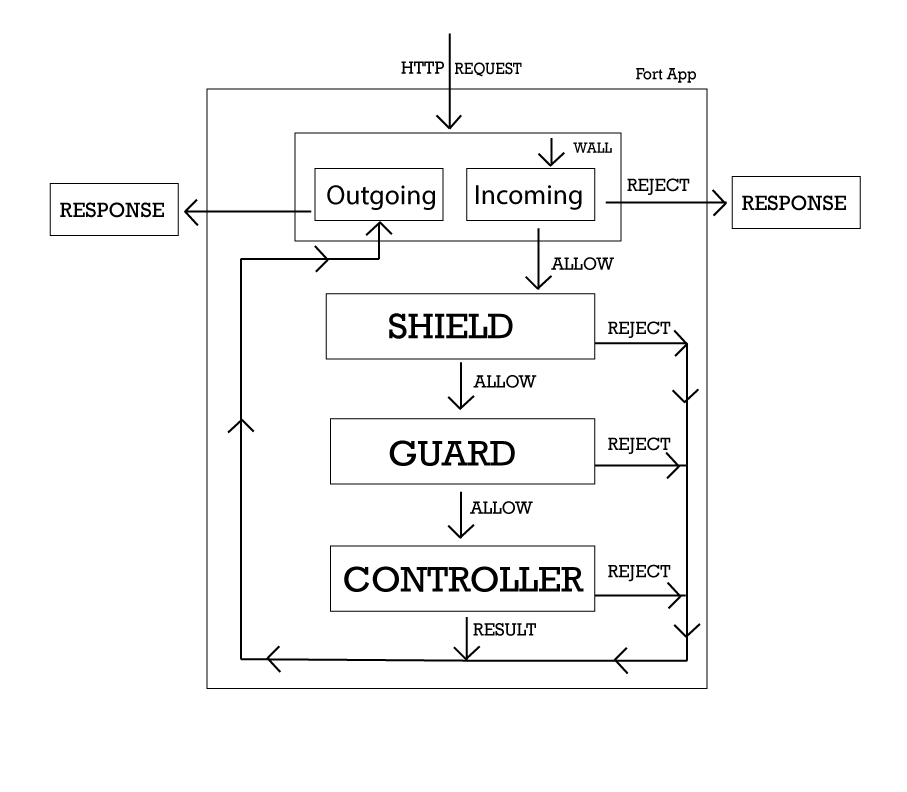 HTTP REQUEST
Fort App
WALL
Outgoing
Incoming
REJECT
RESPONSE
RESPONSE
ALLOW
SHIELD
REJECT
ALLOW
GUARD
REJECT
ALLOW
CONTROLLER
REJECT
RESULT